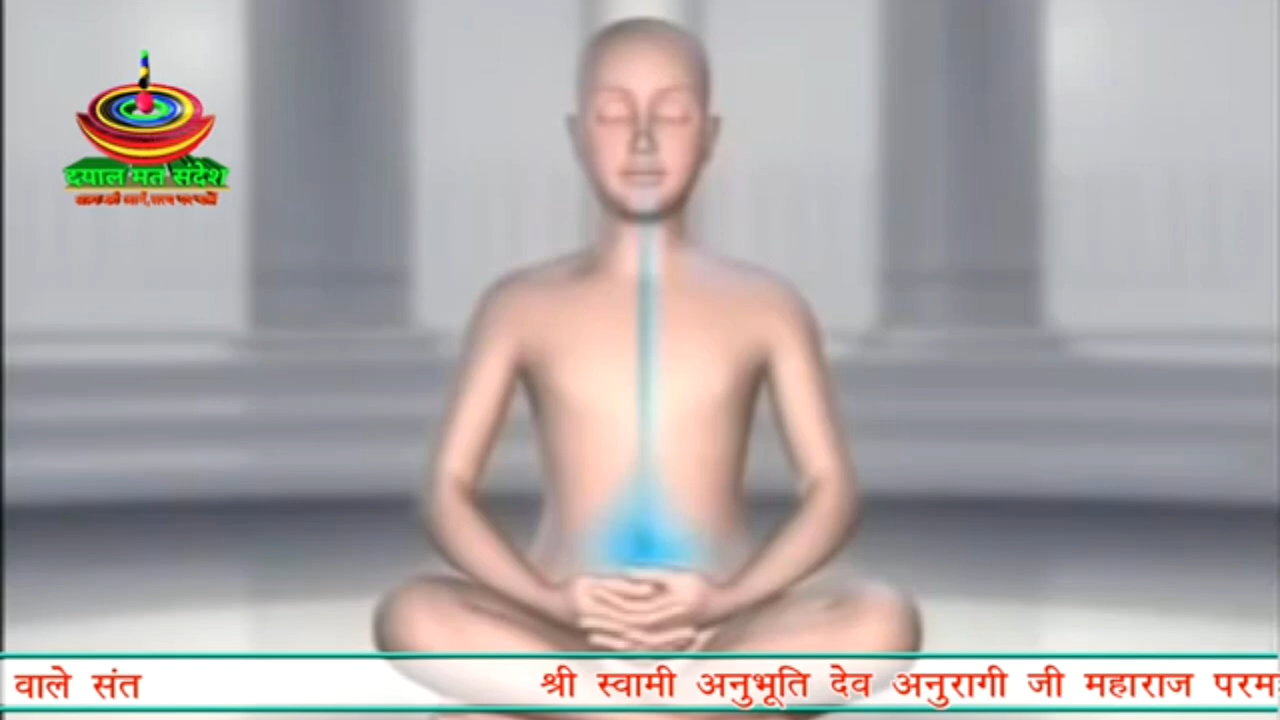 दयाल मत संदेश
वाले संत श्री स्वामी अनुभूति देव अनुरागी जी महाराज